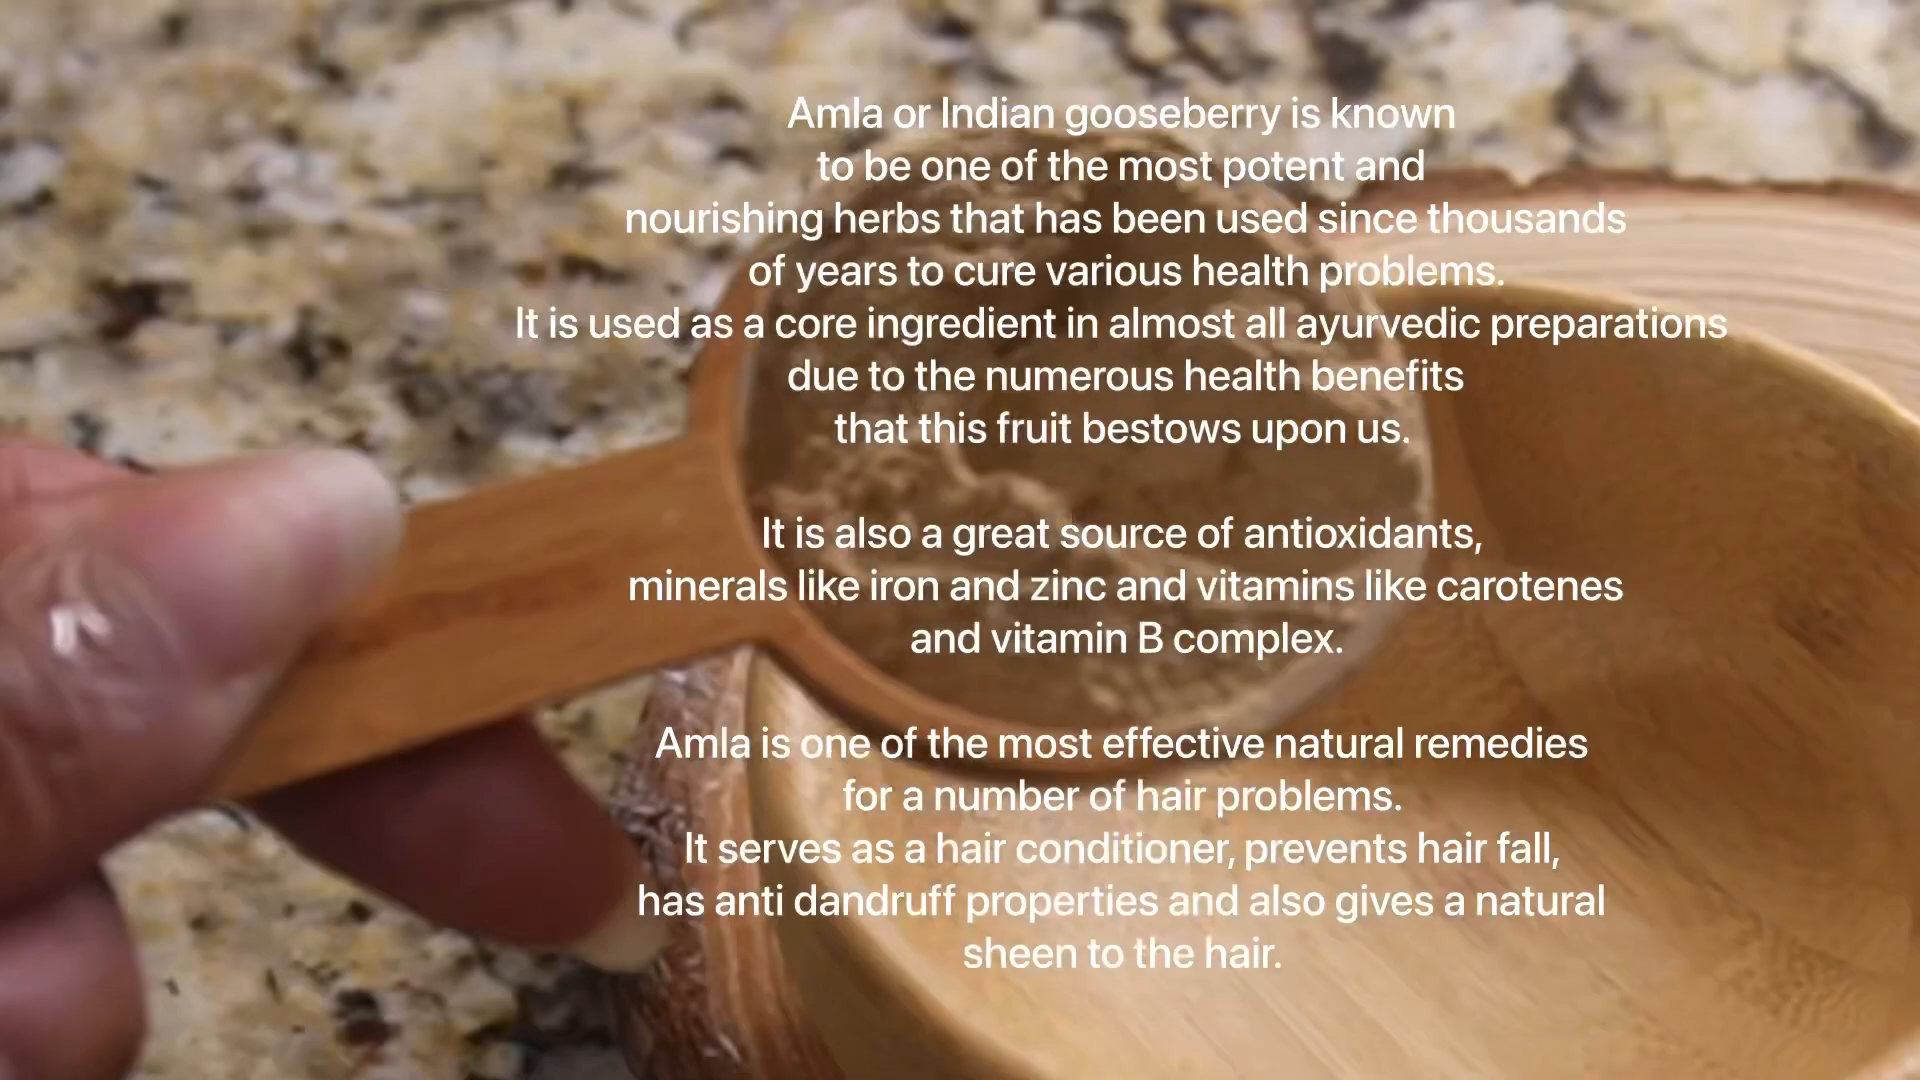 Amla or Indian gooseberry is known
to be one of the most potent and
nourishing herbs that has been used since thousands
of years to cure various health problems.
It is used as a core ingredient in almost all ayurvedic preparations
due to the numerous health benefits
that this fruit bestows upon us.
It is also a great source of antioxidants,
minerals like iron and zinc and vitamins like carotenes
and vitamin B complex.
Amla is one of the most effective natural remedies
for a number of hair problems.
It serves as a hair conditioner, prevents hair fall,
has anti dandruff properties and also gives a natural
sheen to the hair.